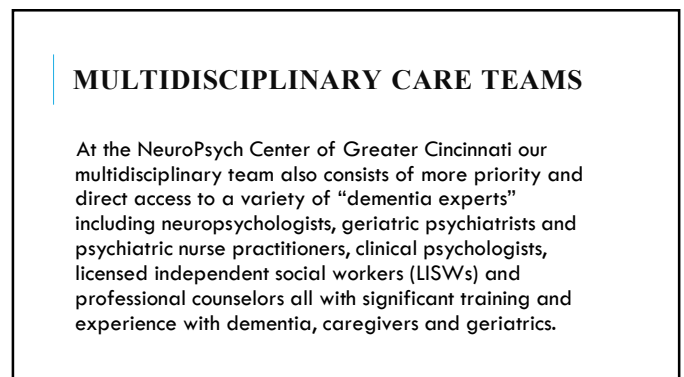 MULTIDISCIPLINARY CARE TEAMS
At the NeuroPsych Center of Greater Cincinnati our
multidisciplinary team also consists of more priority and
direct access to a variety of “dementia experts”
including neuropsychologists, geriatric psychiatrists and
psychiatric nurse practitioners, clinical psychologists,
licensed independent social workers (LISWs) and
professional counselors all with significant training and
experience with dementia, caregivers and geriatrics.